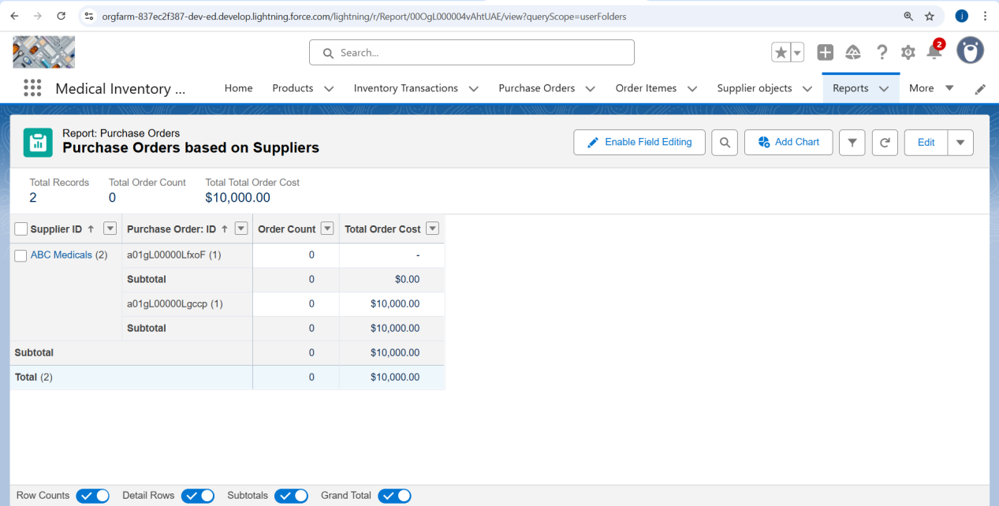 orgfarm-837ec2f387-dev-ed.develop.lightning.force.com/lightning/r/Report/00OgL000004vAhtUAE/view?queryScope=userFolders
i
Search...
2
Medical Inventory ...
Home
Products
Inventory Transactions
Purchase Orders
Order Itemes
Supplier objects
Reports
More
Report: Purchase Orders
Purchase Orders based on Suppliers
Enable Field Editing
Add Chart
Edit
Total Records
Total Order Count
Total Total Order Cost
2
0
$10,000.00
Supplier ID ↑
Purchase Order: ID ↑
Order Count
Total Order Cost
ABC Medicals (2)
a01gL00000LfxoF (1)
0
-
Subtotal
0
$0.00
a01gL00000Lgccp (1)
0
$10,000.00
Subtotal
0
$10,000.00
Subtotal
0
$10,000.00
Total (2)
0
$10,000.00
Row Counts
Detail Rows
Subtotals
Grand Total